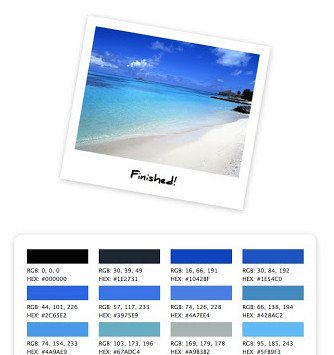 Finished!
RGB: 0, 0, 0
HEX: #000000
RGB: 30, 39, 49
HEX: #1E2731
RGB: 16, 66, 191
HEX: #1042BF
RGB: 30, 84, 192
HEX: #1E54C0
RGB: 44, 101, 226
HEX: #2C65E2
RGB: 57, 117, 233
HEX: #3975E9
RGB: 74, 126, 228
HEX: #4A7EE4
RGB: 66, 138, 194
HEX: #428AC2
RGB: 74, 154, 233
HEX: #4A9AE9
RGB: 103, 173, 196
HEX: #67ADC4
RGB: 169, 179, 178
HEX: #A9B3B2
RGB: 95, 185, 243
HEX: #5FB9F3